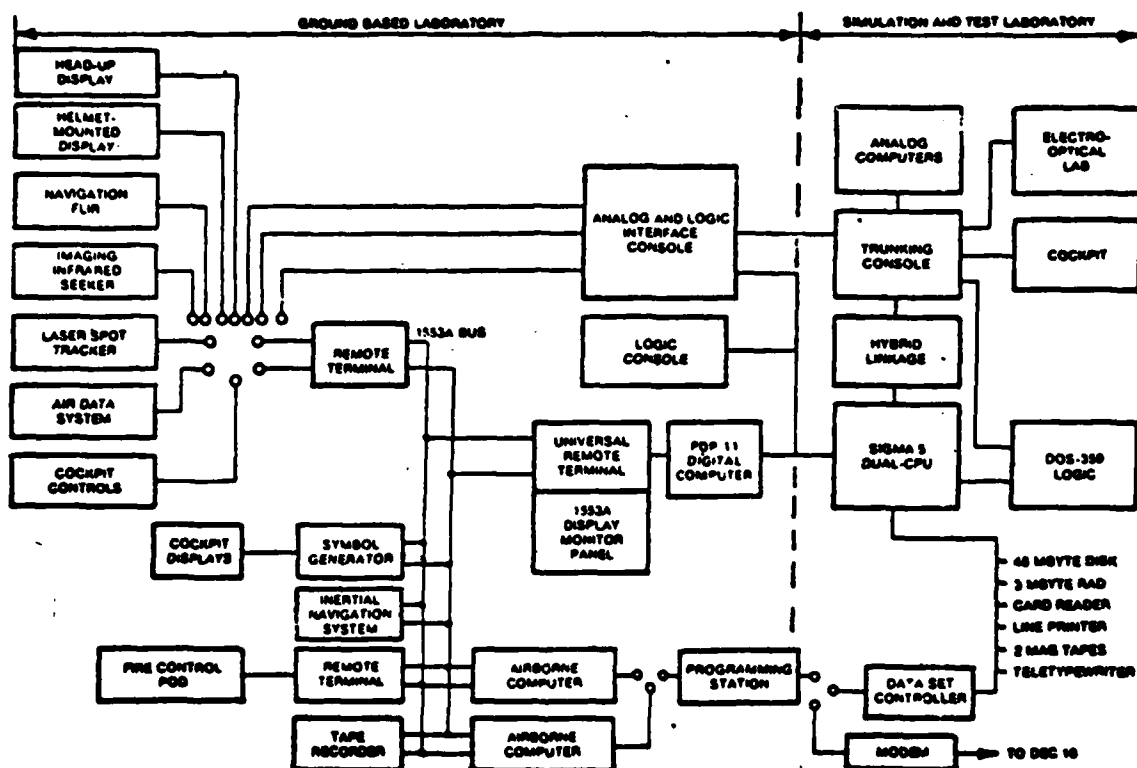 GROUND BASED LABORATORY
SIMULATION AND TEST LABORATORY
HEAD-UP
DISPLAY
HELMET-
MOUNTED
DISPLAY
NAVIGATION
FLIR
IMAGING
INFRARED
SEEKER
LASER SPOT
TRACKER
AIR DATA
SYSTEM
COCKPIT
CONTROLS
REMOTE
TERMINAL
1553A BUS
ANALOG AND LOGIC
INTERFACE
CONSOLE
LOGIC
CONSOLE
UNIVERSAL
REMOTE
TERMINAL
1553A
DISPLAY
MONITOR
PANEL
PDP 11
DIGITAL
COMPUTER
ANALOG
COMPUTERS
TRUNKING
CONSOLE
HYBRID
LINKAGE
SIGMA 5
DUAL-CPU
ELECTRO-
OPTICAL
LAB
COCKPIT
DOS-350
LOGIC
COCKPIT
DISPLAYS
SYMBOL
GENERATOR
INERTIAL
NAVIGATION
SYSTEM
FIRE CONTROL
POD
REMOTE
TERMINAL
TAPE
RECORDER
AIRBORNE
COMPUTER
AIRBORNE
COMPUTER
PROGRAMMING
STATION
DATA SET
CONTROLLER
MODEM
MBYTE DISK
3 MBYTE RAD
CARD READER
LINE PRINTER
2 MAG TAPES
TELETYPEWRITER
TO DEC 10